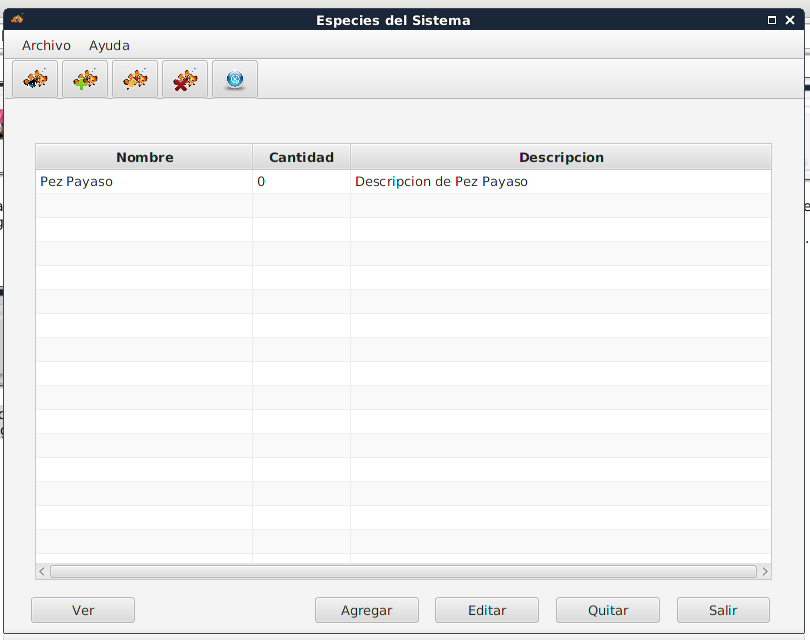 Especies del Sistema
Archivo Ayuda
Nombre Cantidad Descripcion
Pez Payaso 0 Descripcion de Pez Payaso
Ver Agregar Editar Quitar Salir